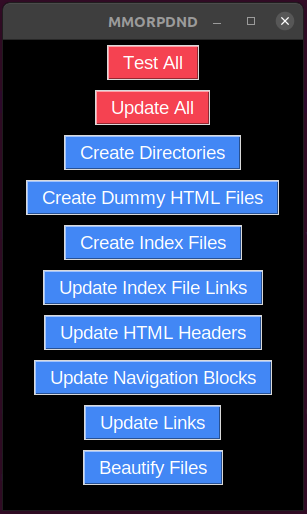 MMORPDND
Test All
Update All
Create Directories
Create Dummy HTML Files
Create Index Files
Update Index File Links
Update HTML Headers
Update Navigation Blocks
Update Links
Beautify Files